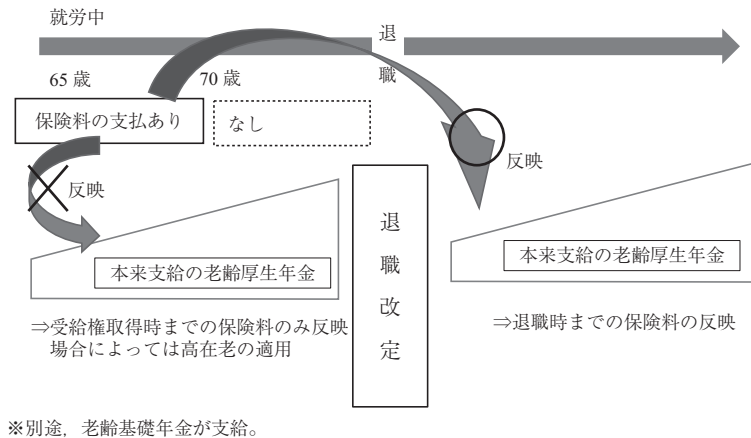 就労中
退職
65 歳
70 歳
保険料の支払あり
なし
反映
反映
本来支給の老齢厚生年金
退職改定
本来支給の老齢厚生年金
⇒受給権取得時までの保険料のみ反映
場合によっては高在老の適用
⇒退職時までの保険料の反映
※別途，老齢基礎年金が支給。